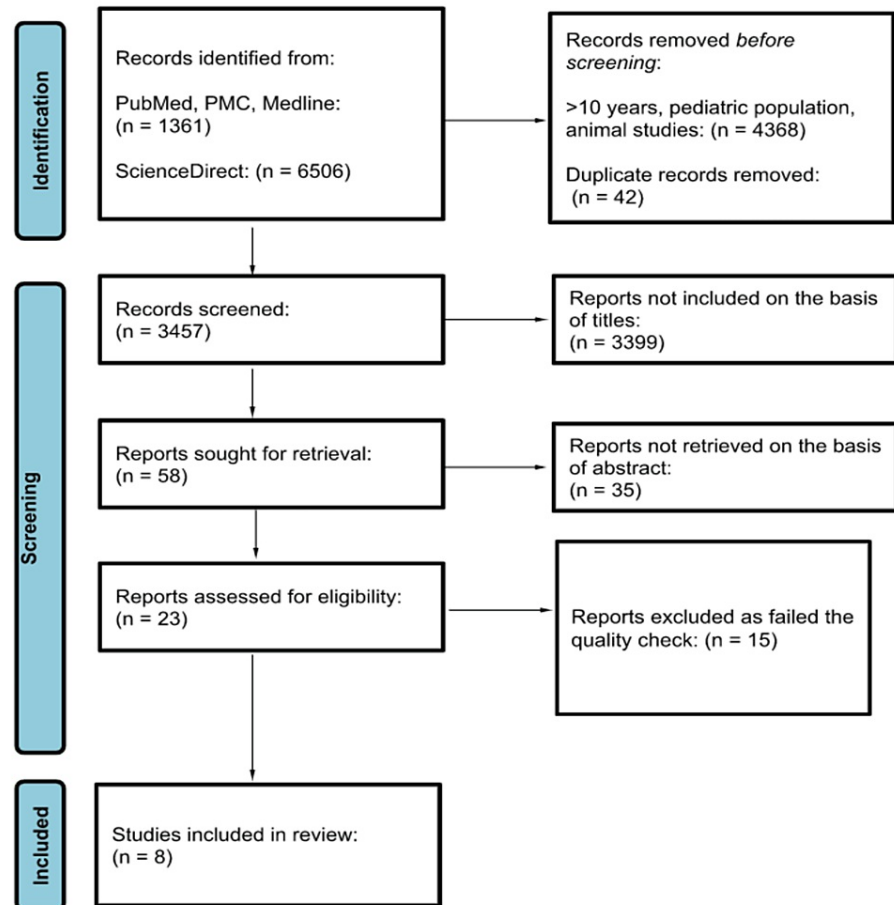 Identification
Records identified from:
PubMed, PMC, Medline:
(n = 1361)
ScienceDirect: (n = 6506)
Records removed before
screening:
>10 years, pediatric population,
animal studies: (n = 4368)
Duplicate records removed:
(n = 42)
Screening
Records screened:
(n = 3457)
Reports not included on the basis
of titles:
(n = 3399)
Reports sought for retrieval:
(n = 58)
Reports not retrieved on the basis
of abstract:
(n = 35)
Reports assessed for eligibility:
(n = 23)
Reports excluded as failed the
quality check: (n = 15)
Included
Studies included in review:
(n = 8)